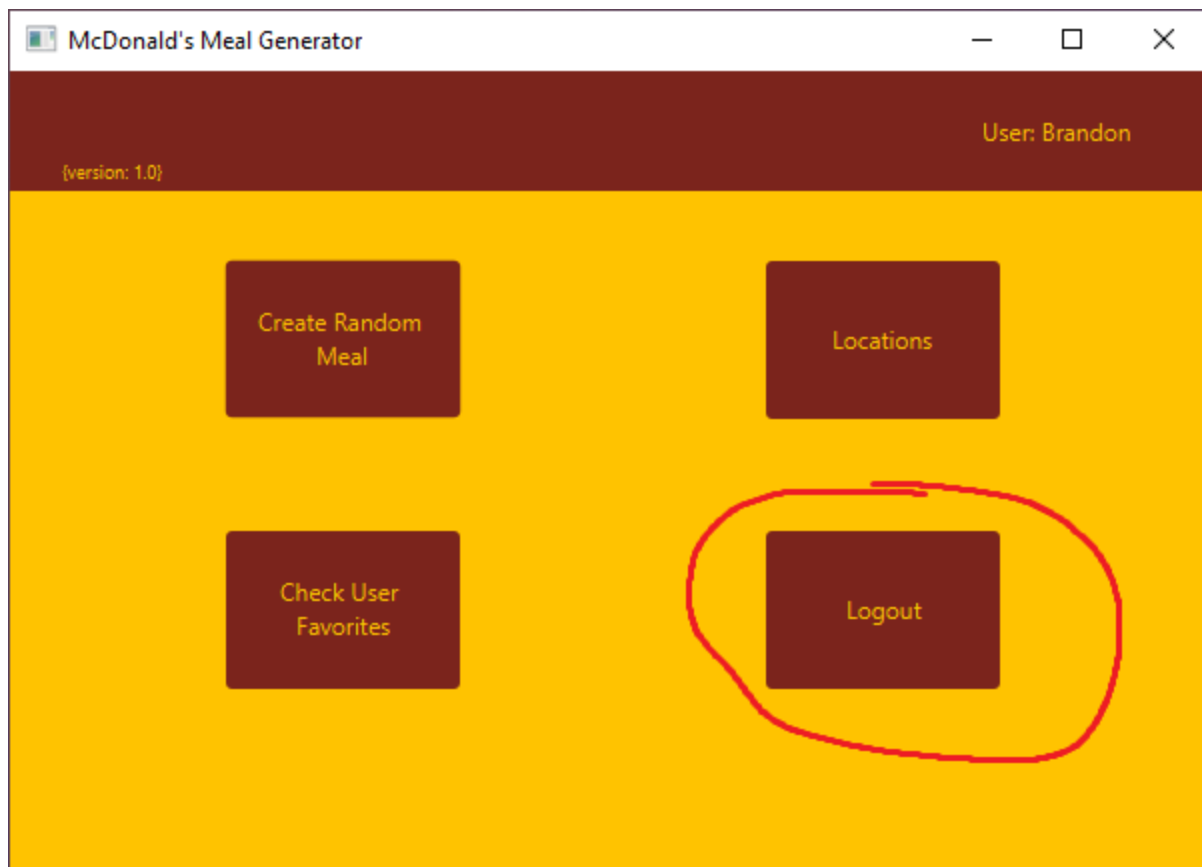 McDonald's Meal Generator
User: Brandon
{version: 1.0}
Create Random
Meal
Locations
Check User
Favorites
Logout